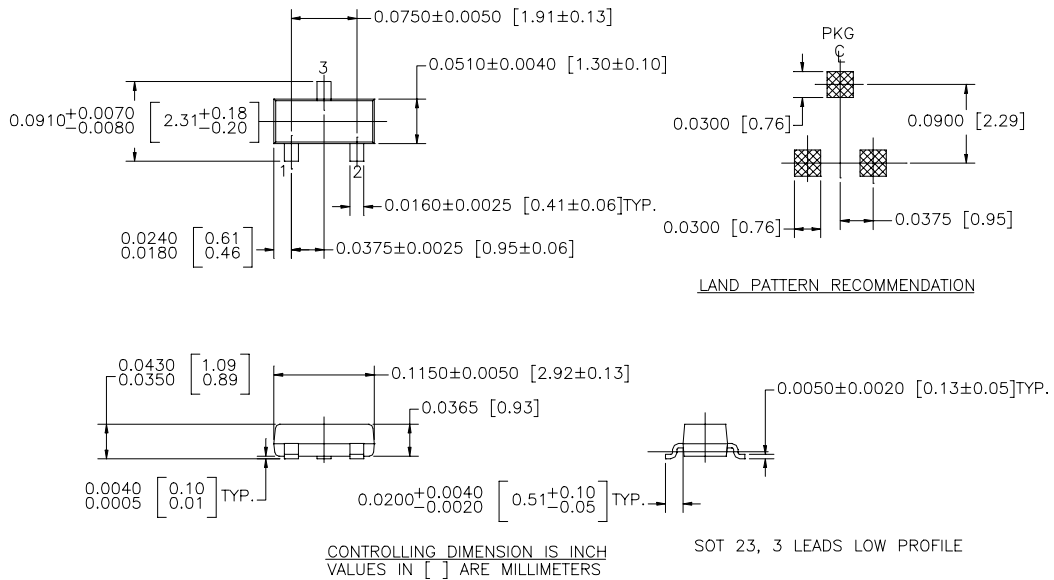 0.0750±0.0050 [1.91±0.13]
PKG
CL
3
0.0510±0.0040 [1.30±0.10]
0.0910+0.0070 -0.0080 [2.31+0.18 -0.20]
0.0300 [0.76]
0.0900 [2.29]
1
2
0.0160±0.0025 [0.41±0.06]TYP.
0.0300 [0.76]
0.0375 [0.95]
0.0240 [0.61]
0.0180 [0.46]
0.0375±0.0025 [0.95±0.06]
LAND PATTERN RECOMMENDATION
0.0430 [1.09]
0.0350 [0.89]
0.1150±0.0050 [2.92±0.13]
0.0365 [0.93]
0.0050±0.0020 [0.13±0.05]TYP.
0.0040 [0.10]
0.0005 [0.01] TYP.
0.0200+0.0040 -0.0020 [0.51+0.10 -0.05] TYP.
SOT 23, 3 LEADS LOW PROFILE
CONTROLLING DIMENSION IS INCH
VALUES IN [ ] ARE MILLIMETERS